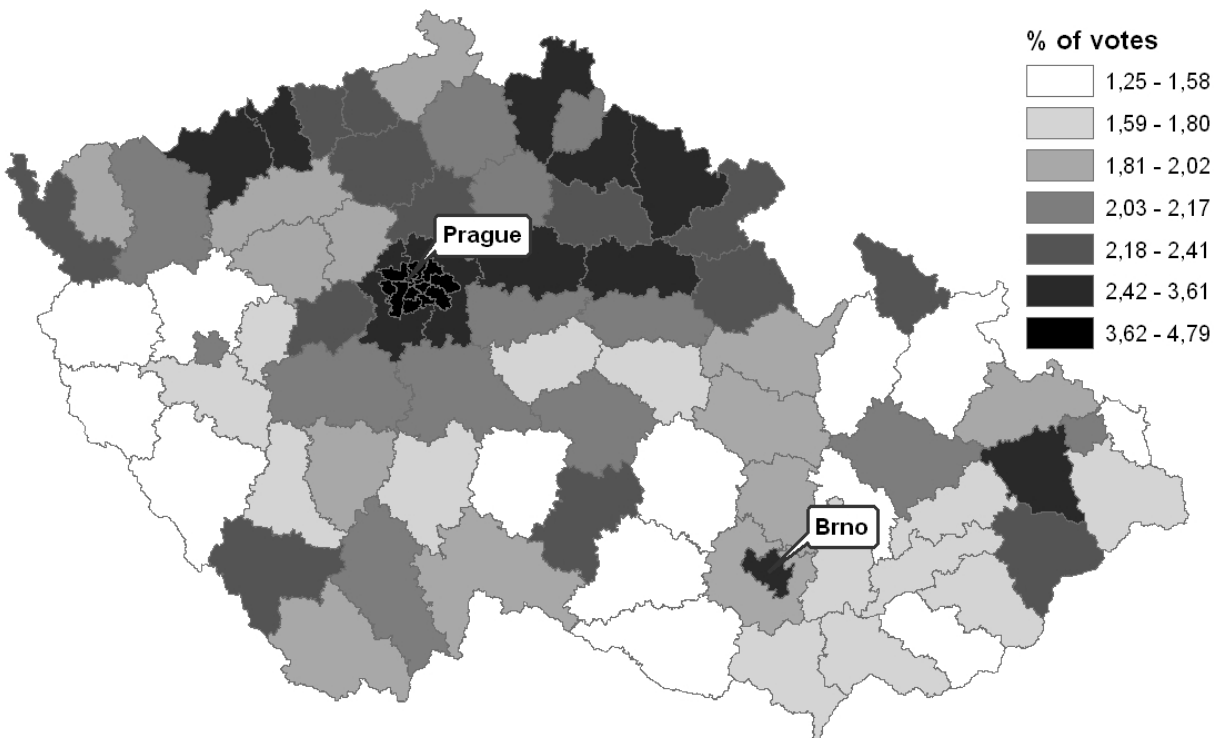 % of votes
1,25 - 1,58
1,59 - 1,80
1,81 - 2,02
2,03 - 2,17
2,18 - 2,41
2,42 - 3,61
3,62 - 4,79
Prague
Brno